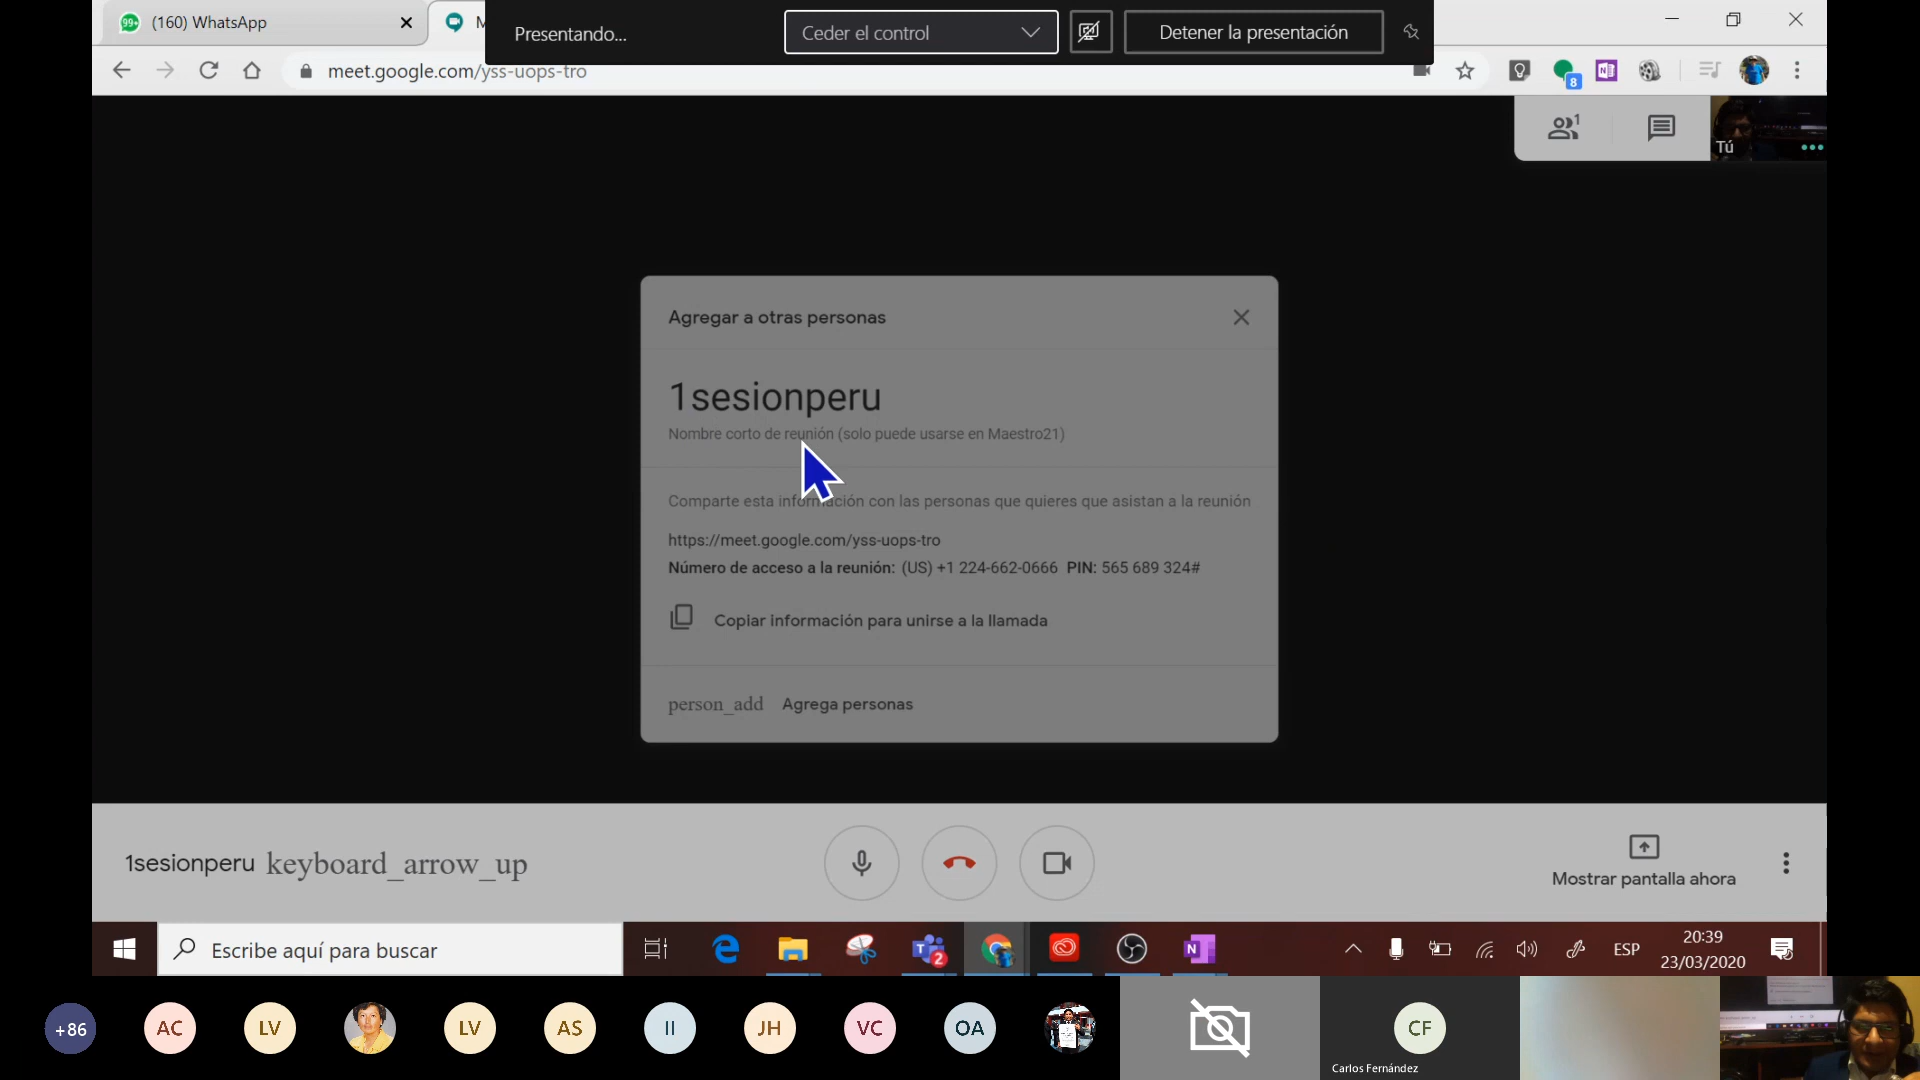 99+ (160) WhatsApp
Presentando...
Ceder el control
Detener la presentación
meet.google.com/yss-uops-tro
8
1
Tú
Agregar a otras personas
1sesionperu
Nombre corto de reunión (solo puede usarse en Maestro21)
Comparte esta información con las personas que quieres que asistan a la reunión
https://meet.google.com/yss-uops-tro
Número de acceso a la reunión: (US) +1 224-662-0666 PIN: 565 689 324#
Copiar información para unirse a la llamada
person_add Agrega personas
1sesionperu keyboard_arrow_up
Mostrar pantalla ahora
Escribe aquí para buscar
2
ESP
20:39
23/03/2020
+86
AC
LV
LV
AS
II
JH
VC
OA
CF
Carlos Fernández